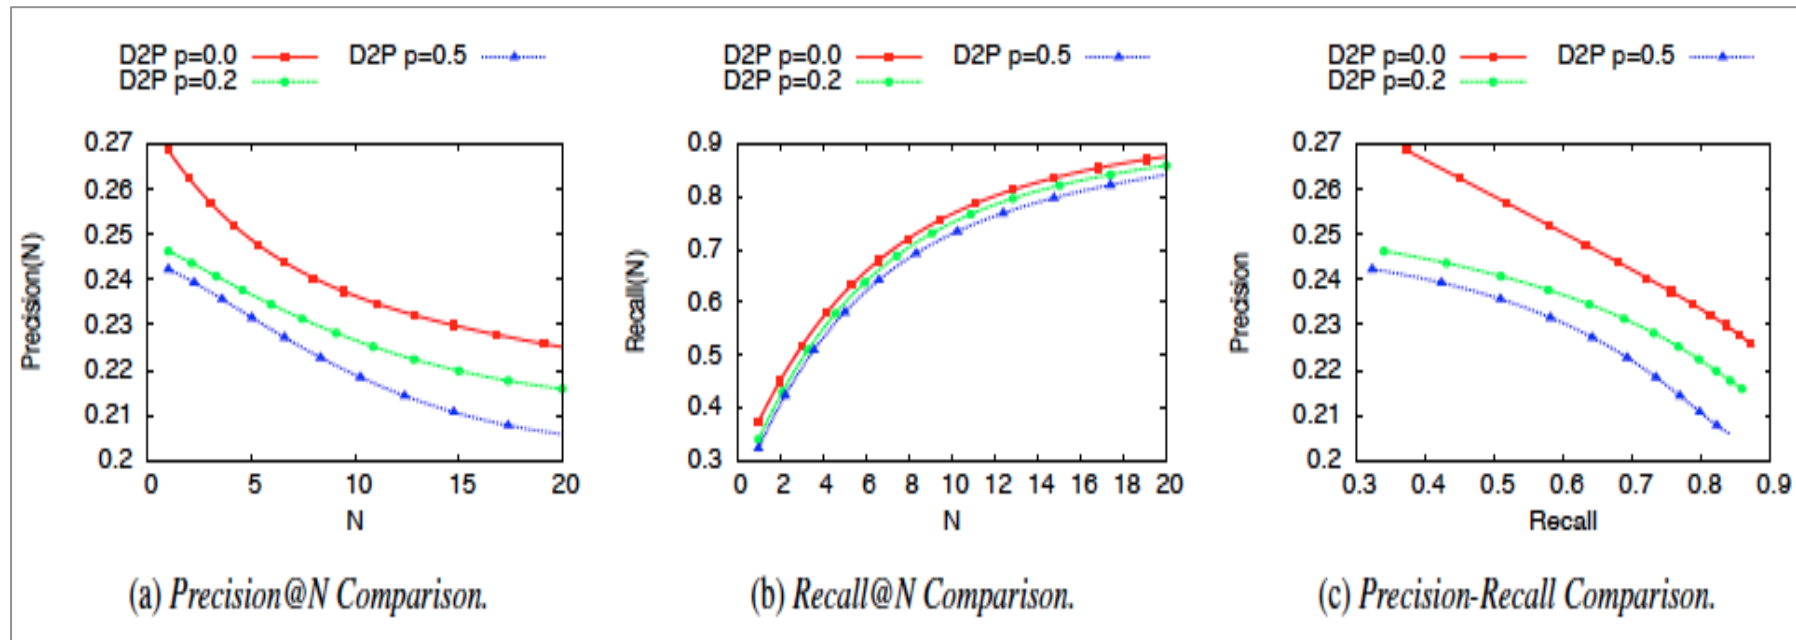 D2P p=0.0 D2P p=0.5
D2P p=0.2
0.27
0.26
0.25
0.24
0.23
0.22
0.21
0.2
Precision(N)
0 5 10 15 20
N
(a) Precision@N Comparison.
D2P p=0.0 D2P p=0.5
D2P p=0.2
0.9
0.8
0.7
0.6
0.5
0.4
0.3
Recall(N)
0 2 4 6 8 10 12 14 16 18 20
N
(b) Recall@N Comparison.
D2P p=0.0 D2P p=0.5
D2P p=0.2
0.27
0.26
0.25
0.24
0.23
0.22
0.21
0.2
Precision
0.3 0.4 0.5 0.6 0.7 0.8 0.9
Recall
(c) Precision-Recall Comparison.